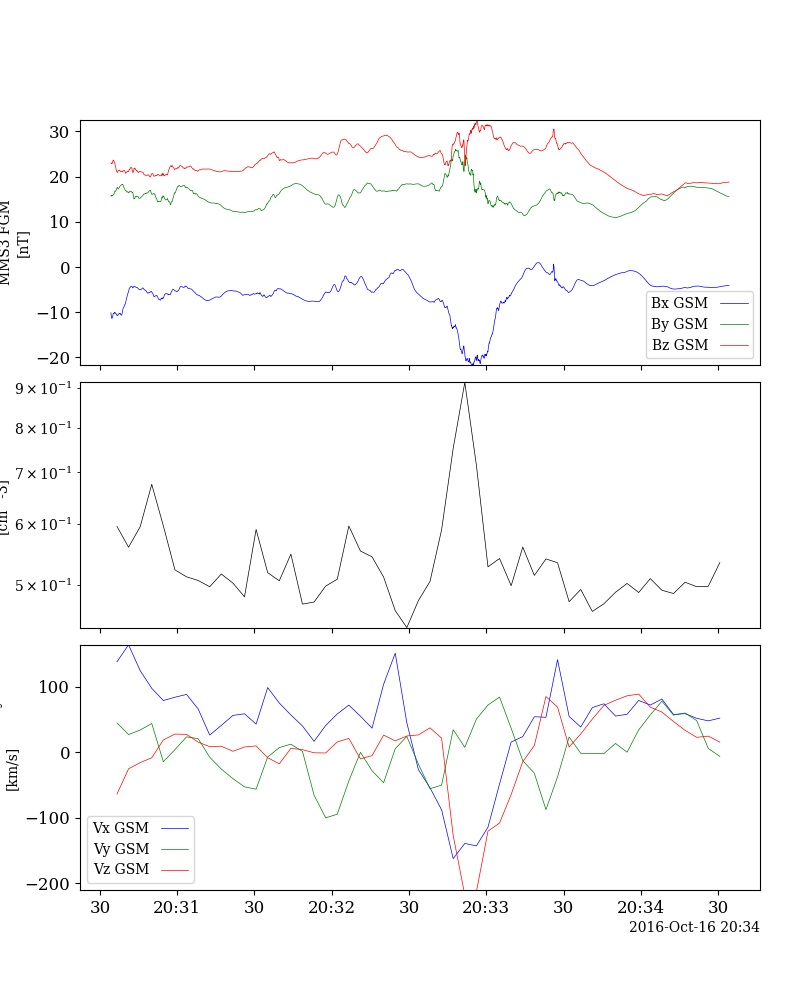 30
20
10
0
−10
−20
MMS3 FGM
[nT]
Bx GSM
By GSM
Bz GSM
9 × 10⁻¹
8 × 10⁻¹
7 × 10⁻¹
6 × 10⁻¹
5 × 10⁻¹
100
0
−100
−200
[km/s]
Vx GSM
Vy GSM
Vz GSM
30 20:31 30 20:32 30 20:33 30 20:34 30
2016-Oct-16 20:34